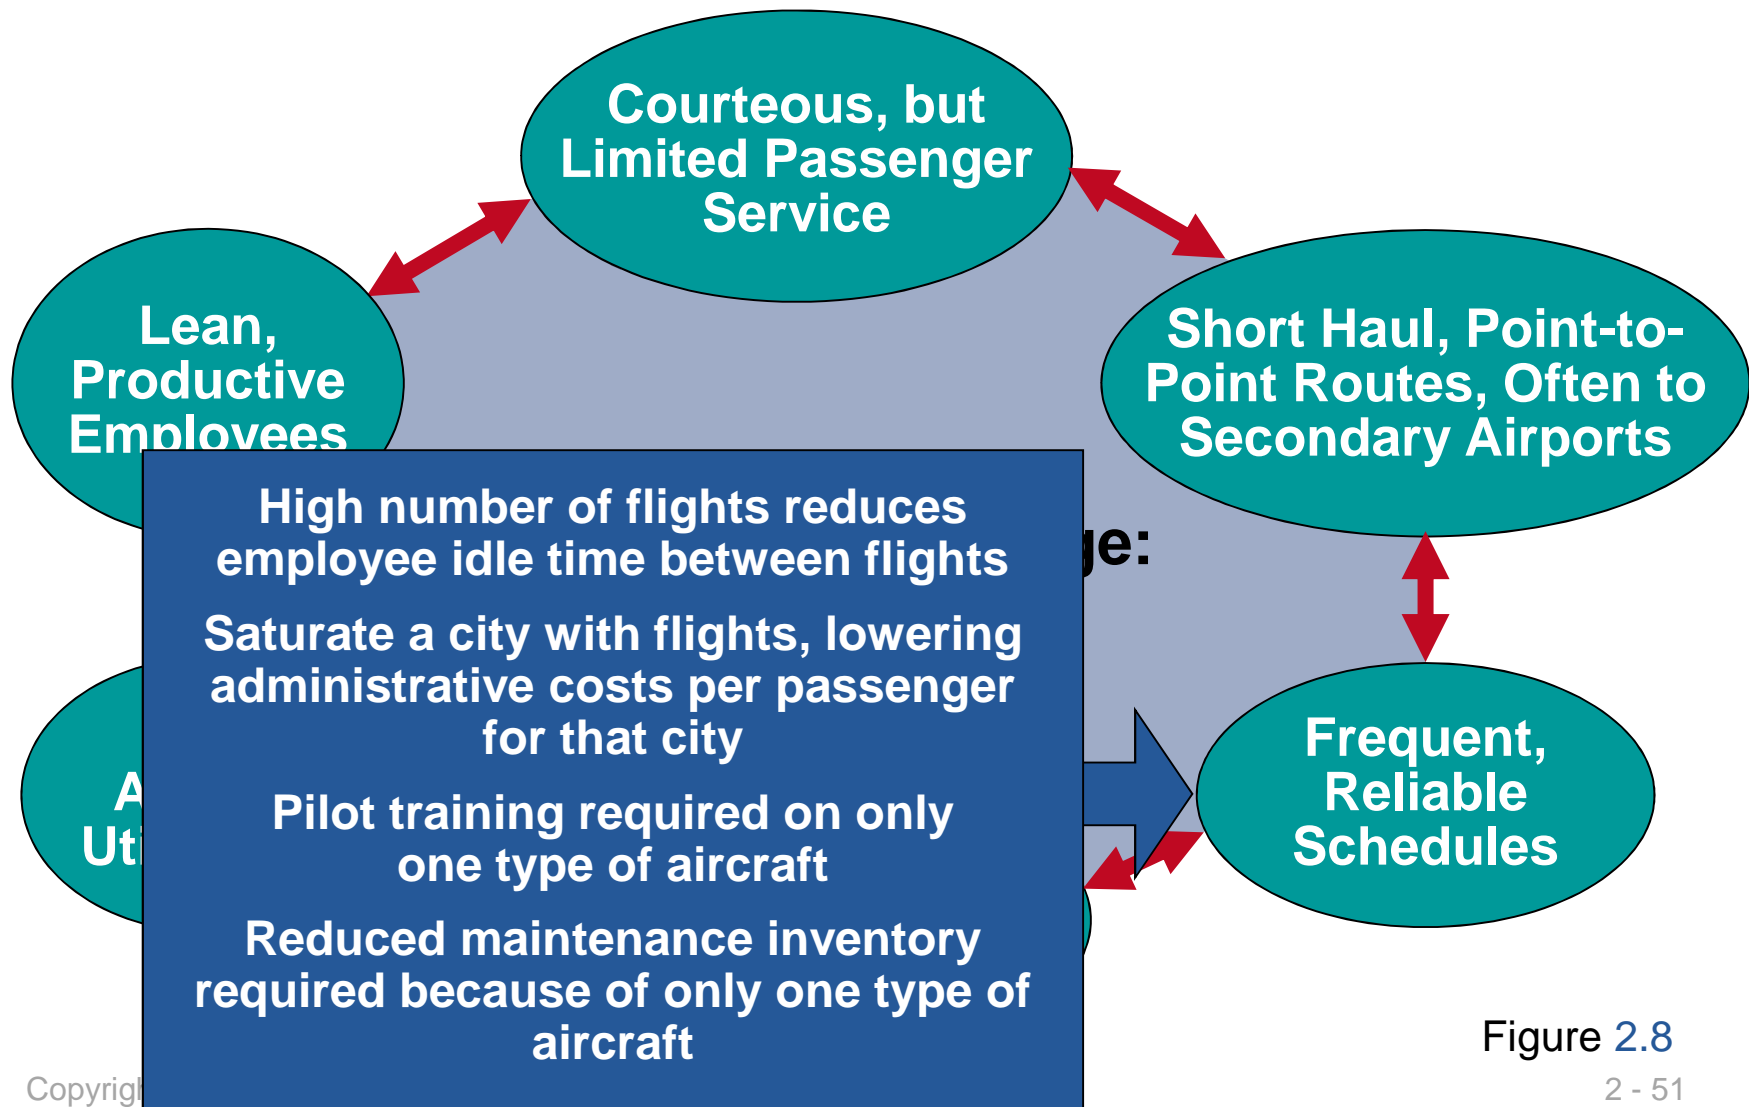 Courteous, but
Limited Passenger
Service
Lean,
Productive
Employees
Short Haul, Point-to-
Point Routes, Often to
Secondary Airports
High number of flights reduces
employee idle time between flights
Saturate a city with flights, lowering
administrative costs per passenger
for that city
Pilot training required on only
one type of aircraft
Reduced maintenance inventory
required because of only one type of
aircraft
Frequent,
Reliable
Schedules
Figure 2.8
2 - 51